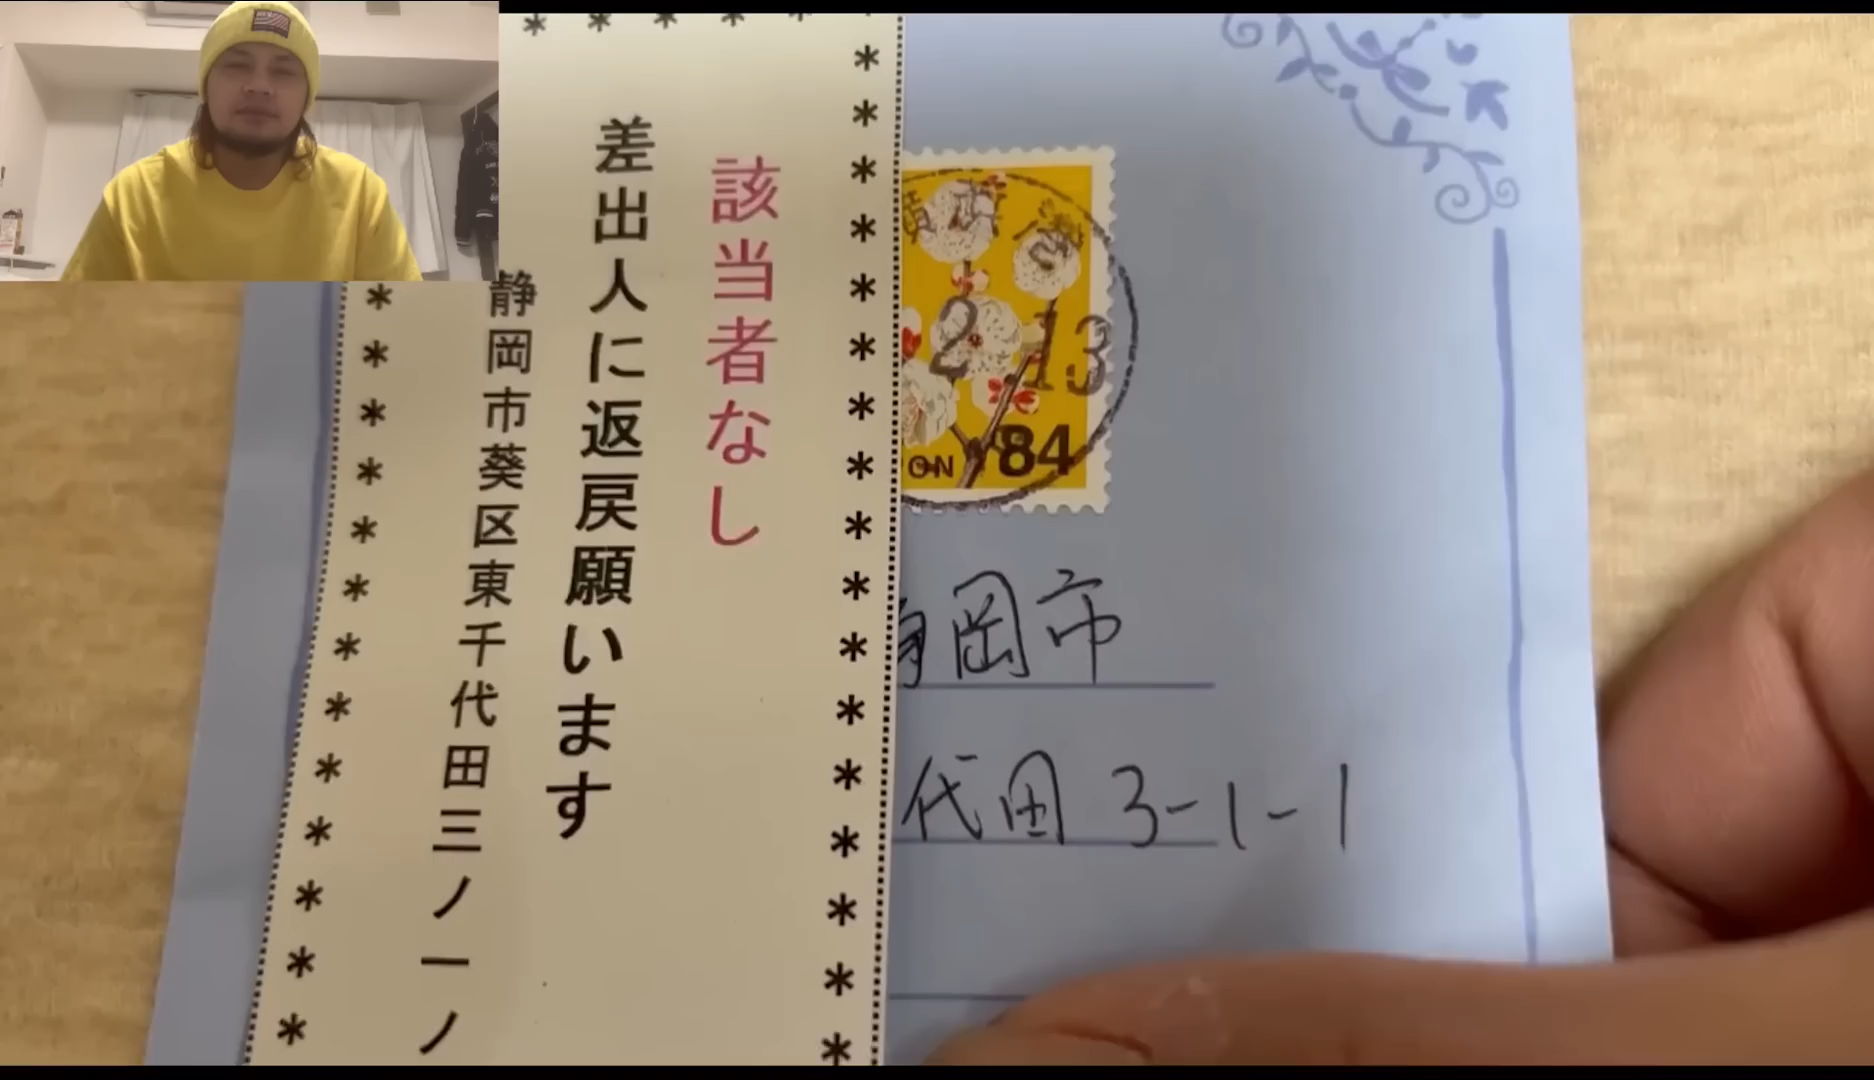 該当者なし
差出人に返戻願います
静岡市葵区東千代田三ノ一ノ
2 13
ON 84
岡市
代田 3-1-1